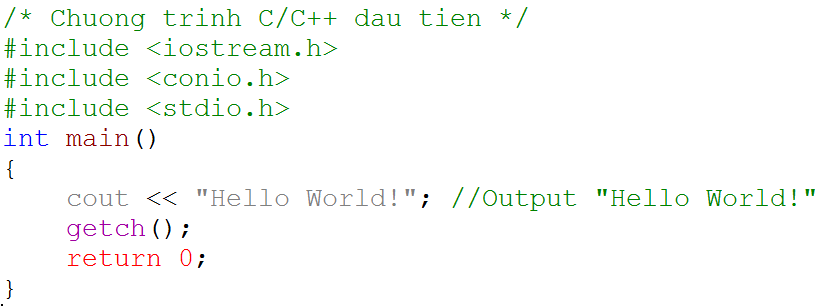 /* Chuong trinh C/C++ dau tien */
#include <iostream.h>
#include <conio.h>
#include <stdio.h>
int main()
{
    cout << "Hello World!"; //Output "Hello World!"
    getch();
    return 0;
}